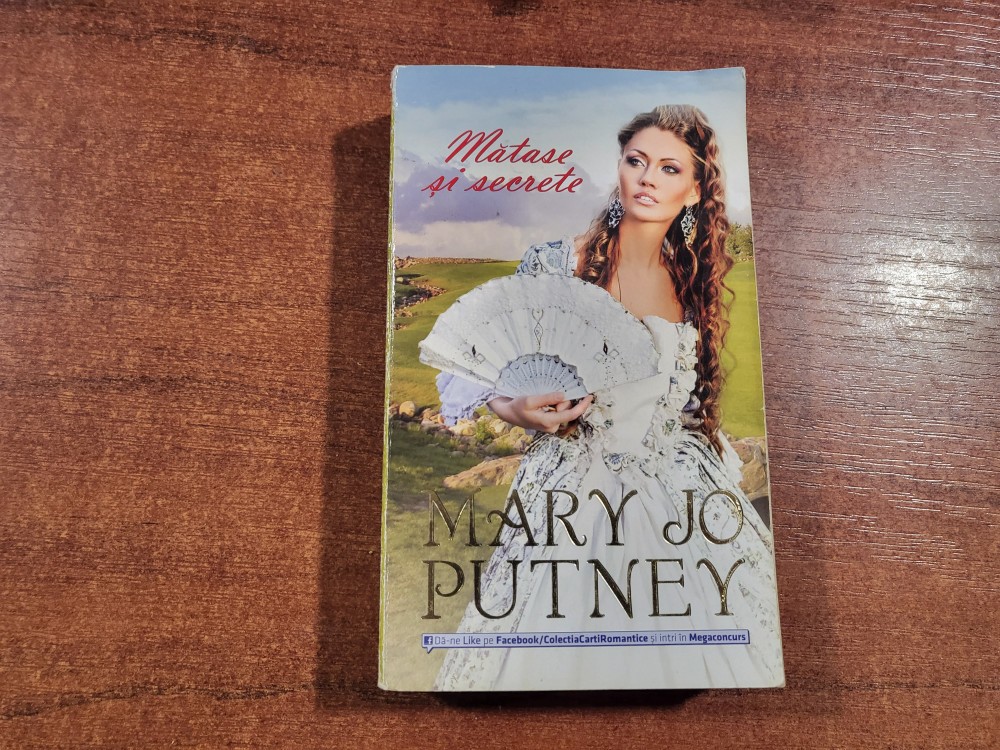 Mătase
și secrete
MARY JO
PUTNEY
Dă-ne Like pe Facebook/ColectiaCartiRomantice și intri în Megaconcurs